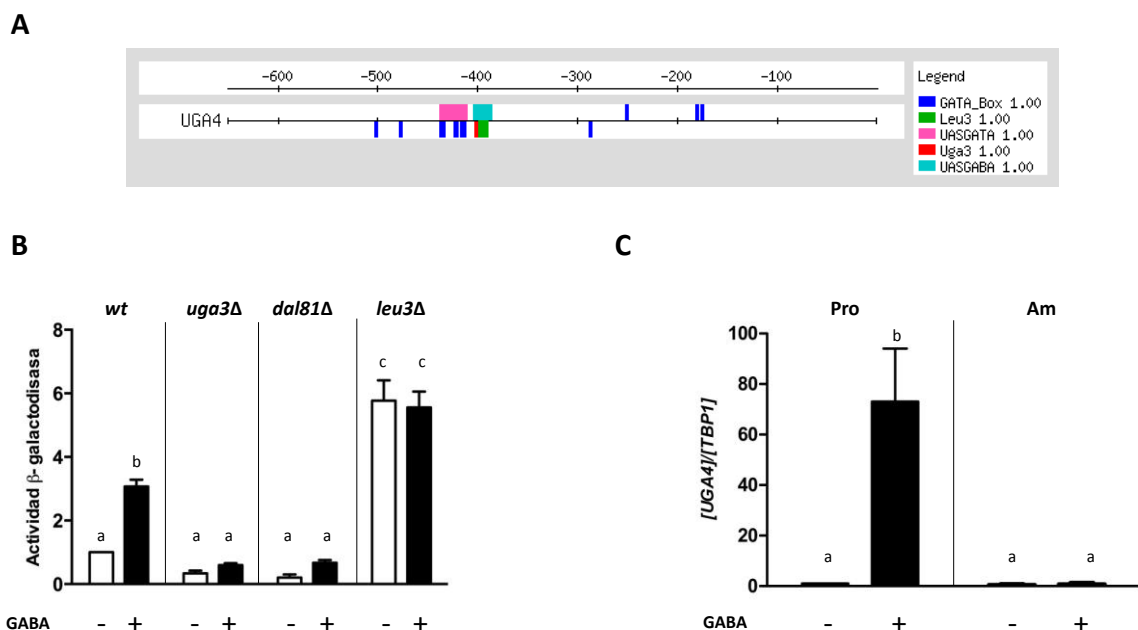 A
-600 -500 -400 -300 -200 -100
UGA4
Legend
GATA_Box 1.00
Leu3 1.00
UASGATA 1.00
Uga3 1.00
UASGABA 1.00
B
wt uga3Δ dal81Δ leu3Δ
Actividad β- galactodisasa
8
6
4
2
0
a b a a a a c c
GABA - + - + - + - +
C
Pro Am
[UGA4]/[TBP1]
100
80
60
40
20
0
a b a a
GABA - + - +